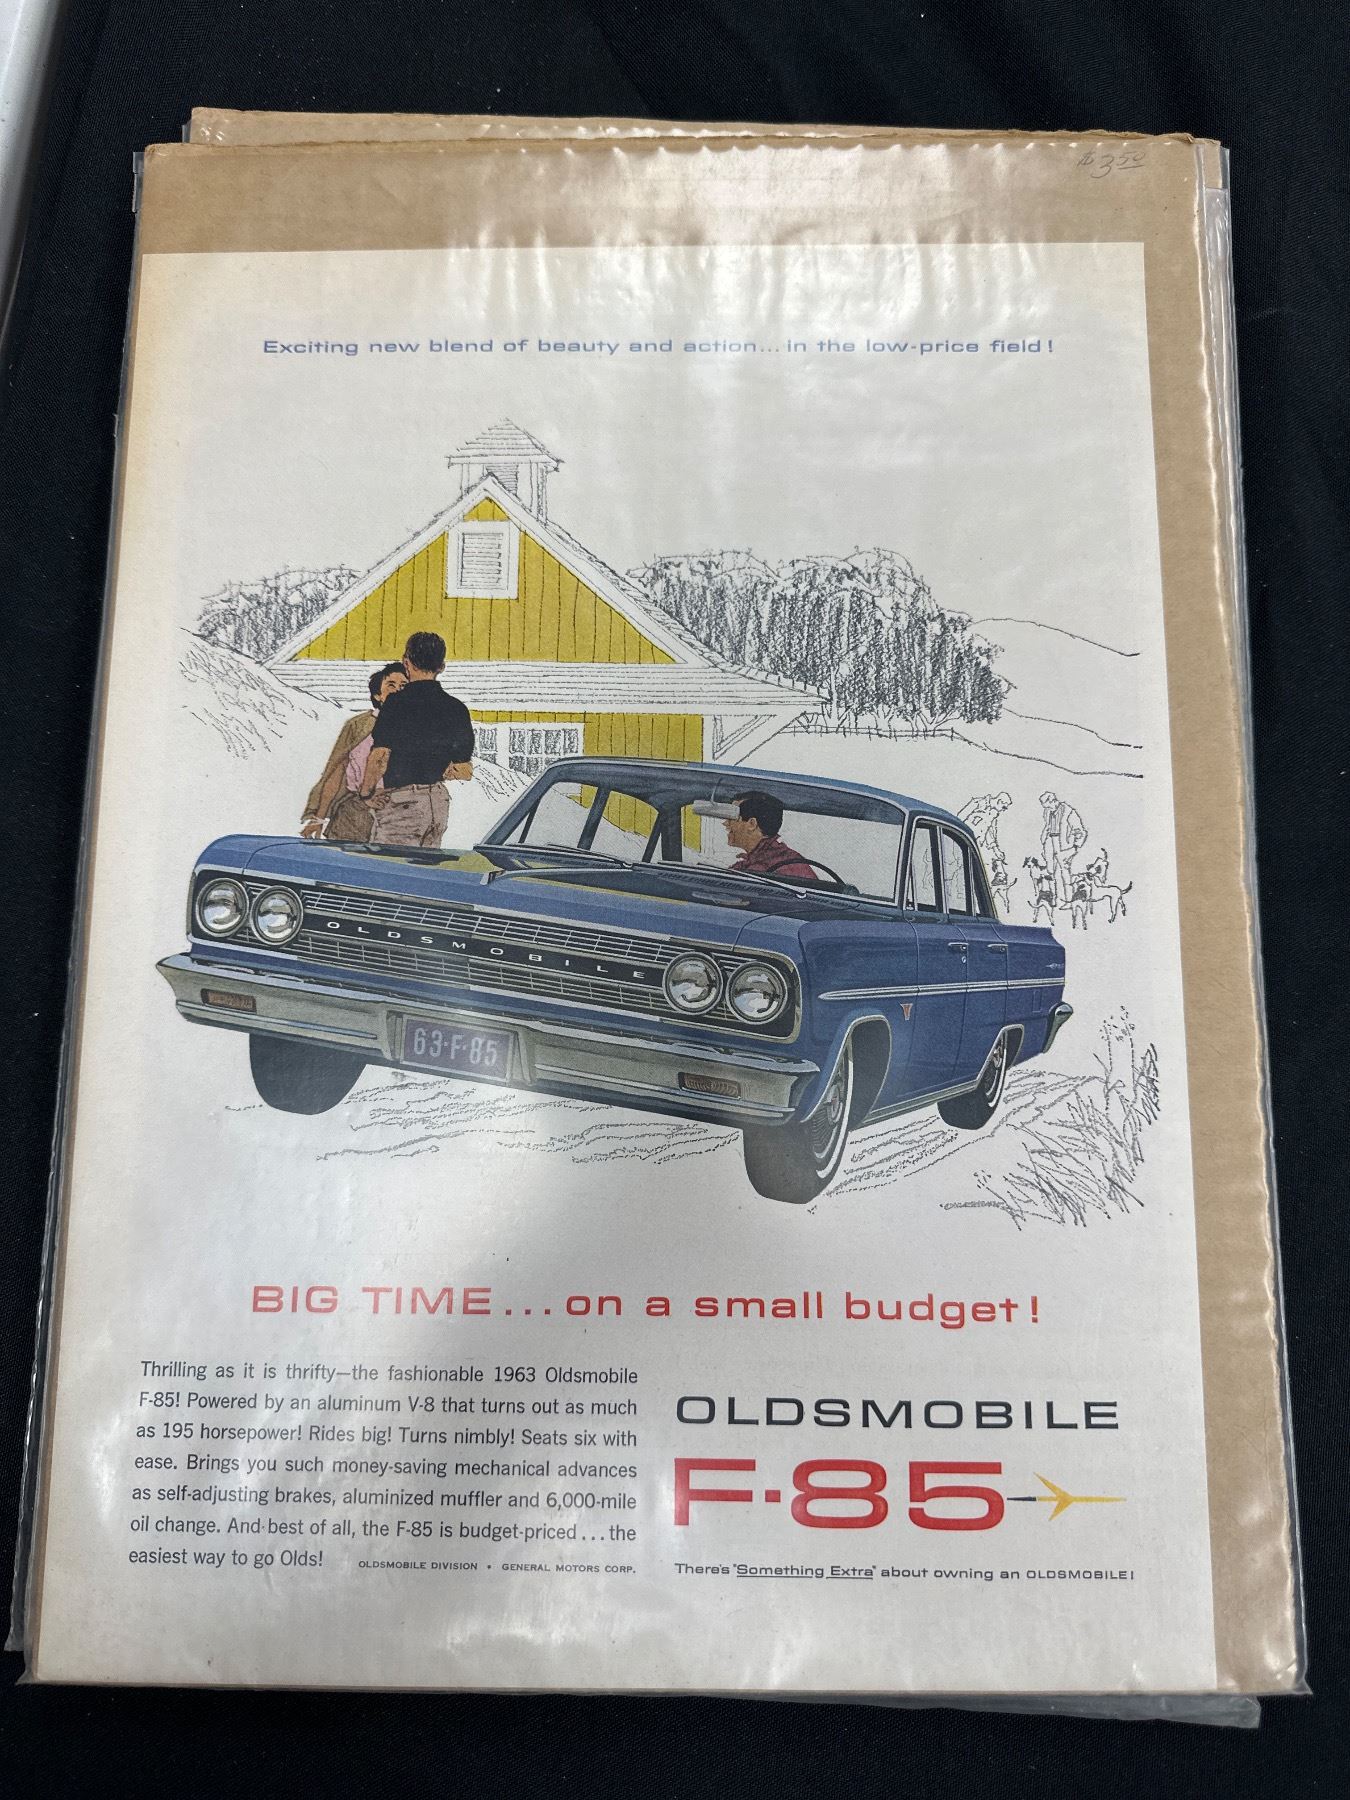 $3.50
Exciting new blend of beauty and action... in the low-price field!
OLDSMOBILE
63-F-85
BIG TIME... on a small budget!
Thrilling as it is thrifty—the fashionable 1963 Oldsmobile
F-85! Powered by an aluminum V-8 that turns out as much
as 195 horsepower! Rides big! Turns nimbly! Seats six with
ease. Brings you such money-saving mechanical advances
as self-adjusting brakes, aluminized muffler and 6,000-mile
oil change. And best of all, the F-85 is budget-priced... the
easiest way to go Olds!
OLDSMOBILE DIVISION • GENERAL MOTORS CORP.
OLDSMOBILE
F-85
There's "Something Extra" about owning an OLDSMOBILE!